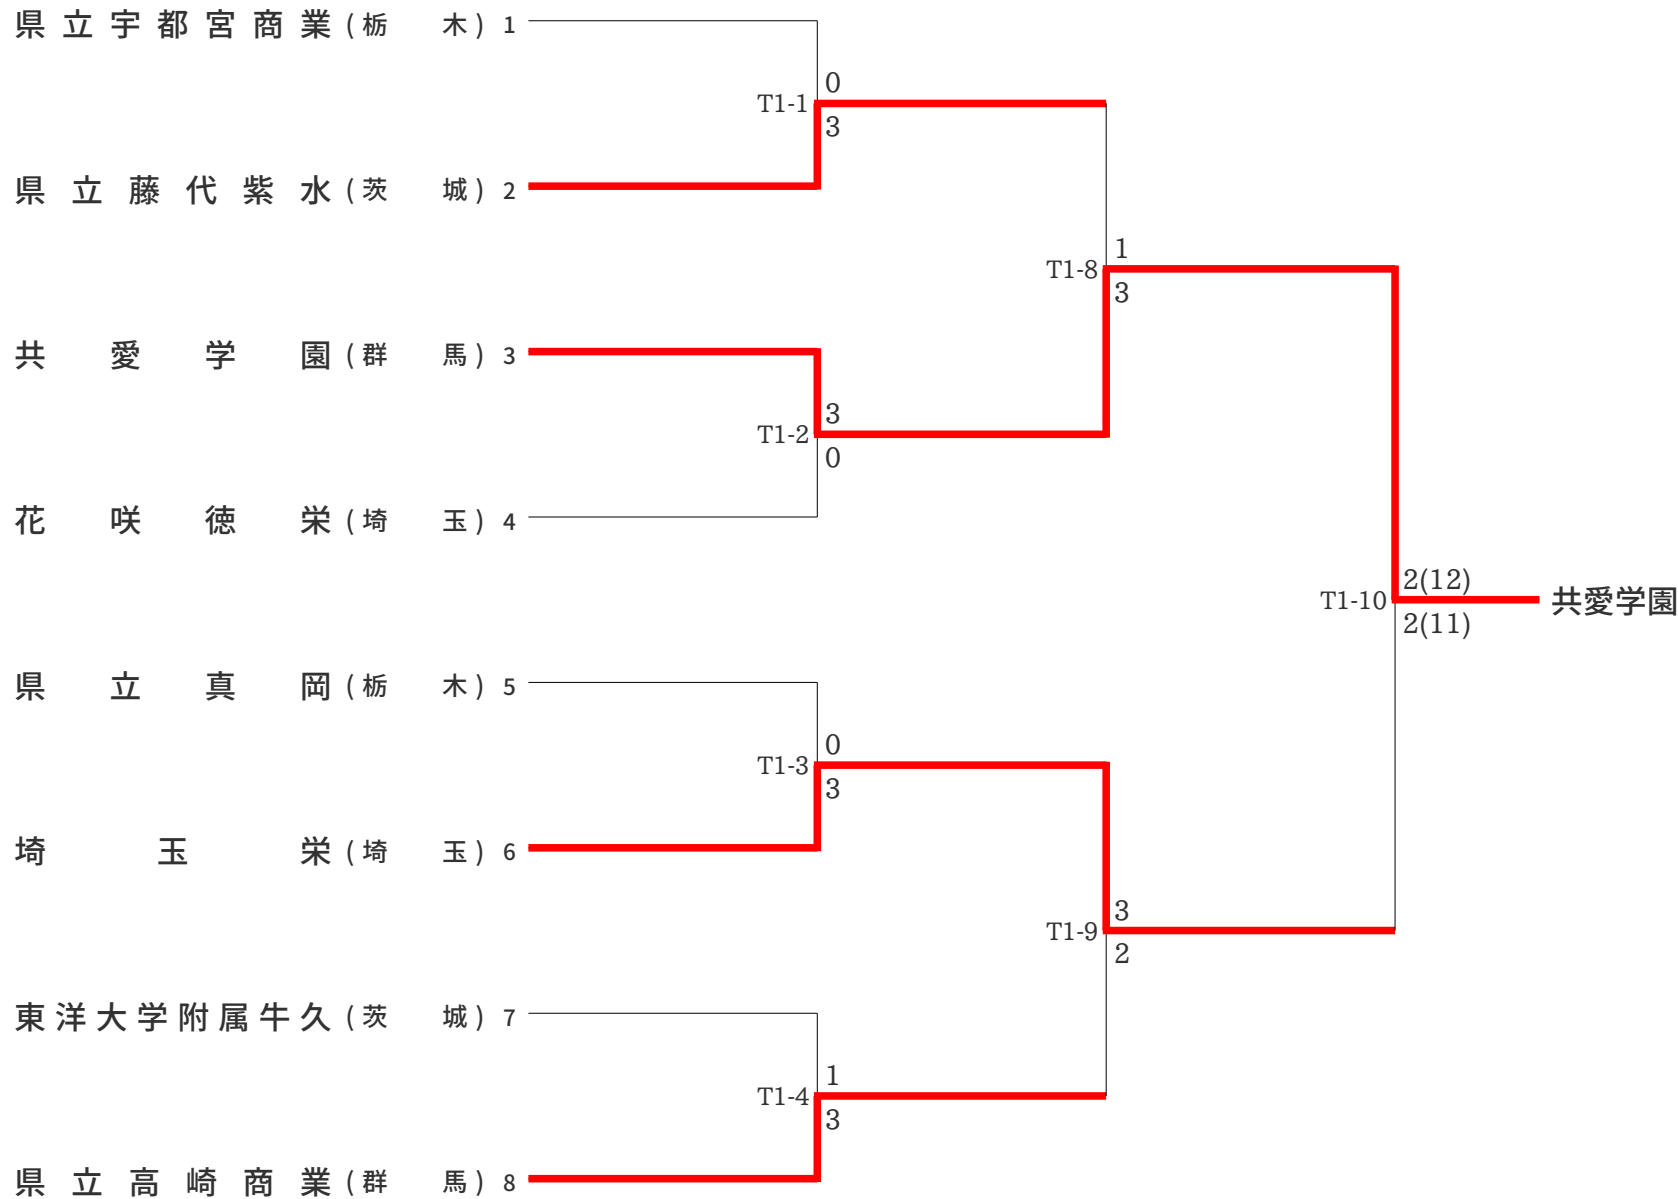 県立宇都宮商業(栃木) 1
0
T1-1
3
県立藤代紫水(茨城) 2
1
T1-8
3
共愛学園(群馬) 3
3
T1-2
0
花咲徳栄(埼玉) 4
2(12)
T1-10 共愛学園
2(11)
県立真岡(栃木) 5
0
T1-3
3
埼玉栄(埼玉) 6
3
T1-9
2
東洋大学附属牛久(茨城) 7
1
T1-4
3
県立高崎商業(群馬) 8